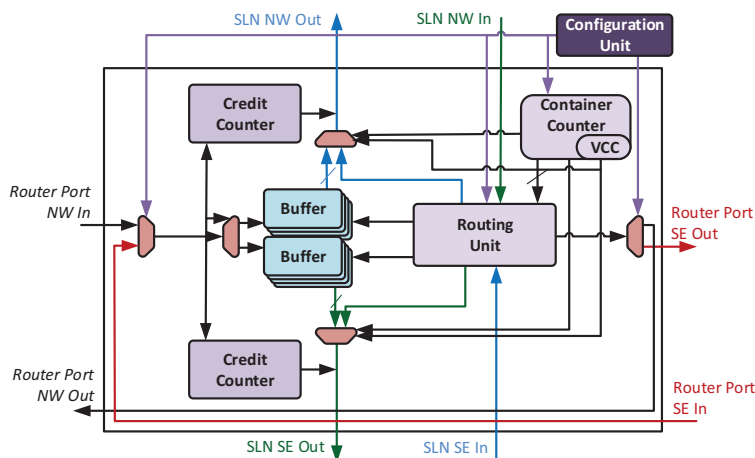 SLN NW Out
SLN NW In
Configuration
Unit
Credit
Counter
Container
Counter
VCC
Router Port
NW In
Buffer
Buffer
Routing
Unit
Router Port
SE Out
Credit
Counter
Router Port
NW Out
Router Port
SE In
SLN SE Out
SLN SE In